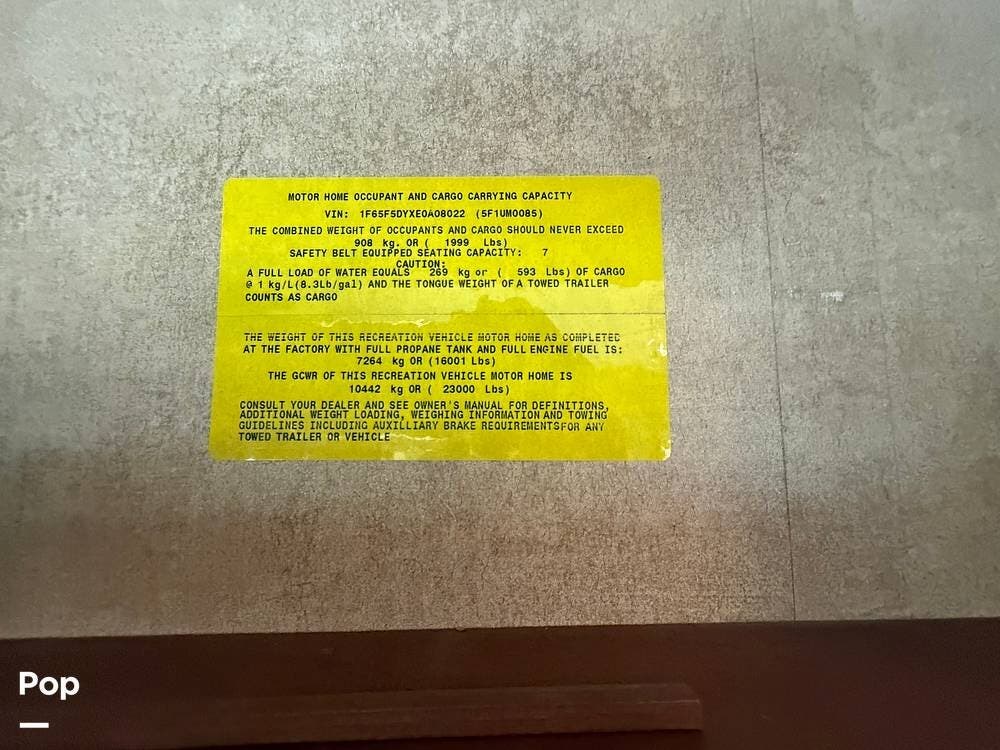 MOTOR HOME OCCUPANT AND CARGO CARRYING CAPACITY
VIN: 1F65F5DYXE0A08022 (5F1UM0085)
THE COMBINED WEIGHT OF OCCUPANTS AND CARGO SHOULD NEVER EXCEED
908 kg. OR ( 1999 Lbs)
SAFETY BELT EQUIPPED SEATING CAPACITY: 7
CAUTION:
A FULL LOAD OF WATER EQUALS 269 kg or ( 593 Lbs) OF CARGO
@ 1 kg/L(8.3Lb/gal) AND THE TONGUE WEIGHT OF A TOWED TRAILER
COUNTS AS CARGO
THE WEIGHT OF THIS RECREATION VEHICLE MOTOR HOME AS COMPLETED
AT THE FACTORY WITH FULL PROPANE TANK AND FULL ENGINE FUEL IS:
7264 kg OR (16001 Lbs)
THE GCWR OF THIS RECREATION VEHICLE MOTOR HOME IS
10442 kg OR ( 23000 Lbs)
CONSULT YOUR DEALER AND SEE OWNER'S MANUAL FOR DEFINITIONS,
ADDITIONAL WEIGHT LOADING, WEIGHING INFORMATION AND TOWING
GUIDELINES INCLUDING AUXILLIARY BRAKE REQUIREMENTS FOR ANY
TOWED TRAILER OR VEHICLE
Pop